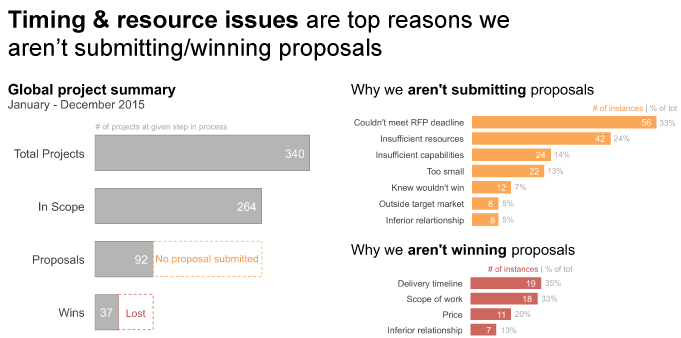 Timing & resource issues are top reasons we
aren't submitting/winning proposals
Global project summary
January - December 2015
# of projects at given step in process
Total Projects 340
In Scope 264
Proposals 92 No proposal submitted
Wins 37 Lost
Why we aren't submitting proposals
# of instances | % of tot
Couldn't meet RFP deadline 56 33%
Insufficient resources 42 24%
Insufficient capabilities 24 14%
Too small 22 13%
Knew wouldn't win 12 7%
Outside target market 8 5%
Inferior relartionship 8 5%
Why we aren't winning proposals
# of instances | % of tot
Delivery timeline 19 35%
Scope of work 18 33%
Price 11 20%
Inferior relationship 7 13%